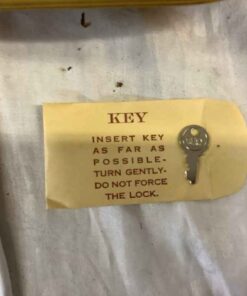 KEY
INSERT KEY
AS FAR AS
POSSIBLE-
TURN GENTLY-
DO NOT FORCE
THE LOCK.